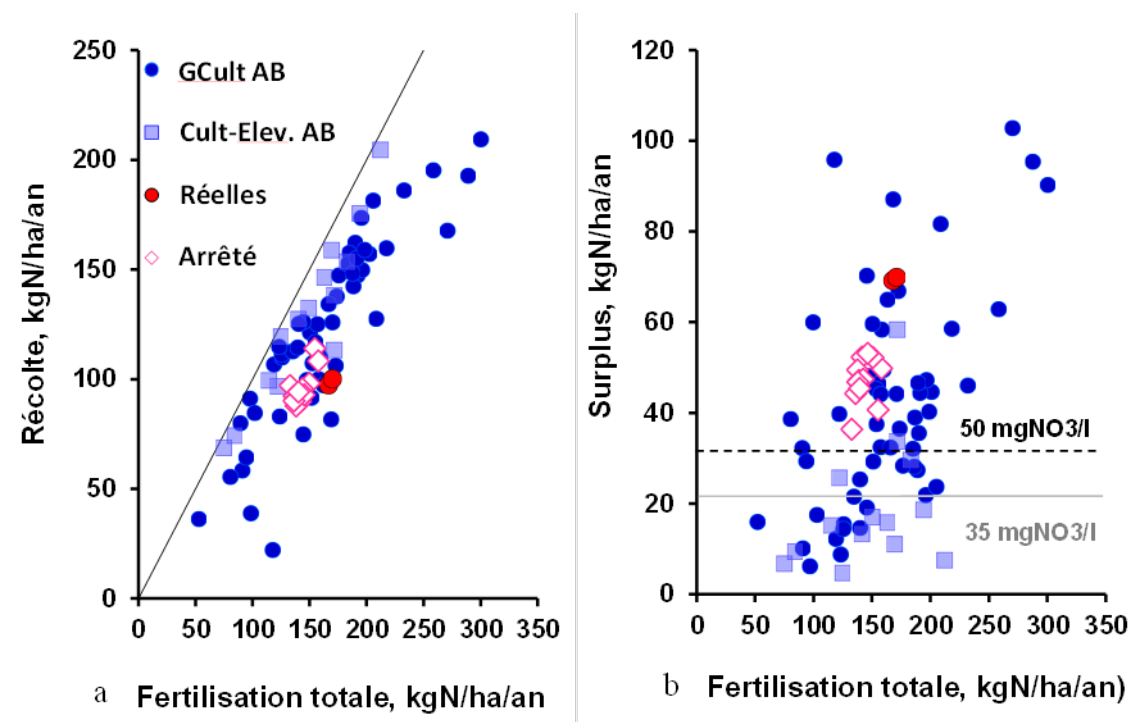 250
200
150
100
50
0
Récolte, kgN/ha/an
GCult AB
Cult-Elev. AB
Réelles
Arrêté
0 50 100 150 200 250 300 350
a Fertilisation totale, kgN/ha/an
120
100
80
60
40
20
0
Surplus, kgN/ha/an
50 mgNO3/l
35 mgNO3/l
0 50 100 150 200 250 300 350
b Fertilisation totale, kgN/ha/an)